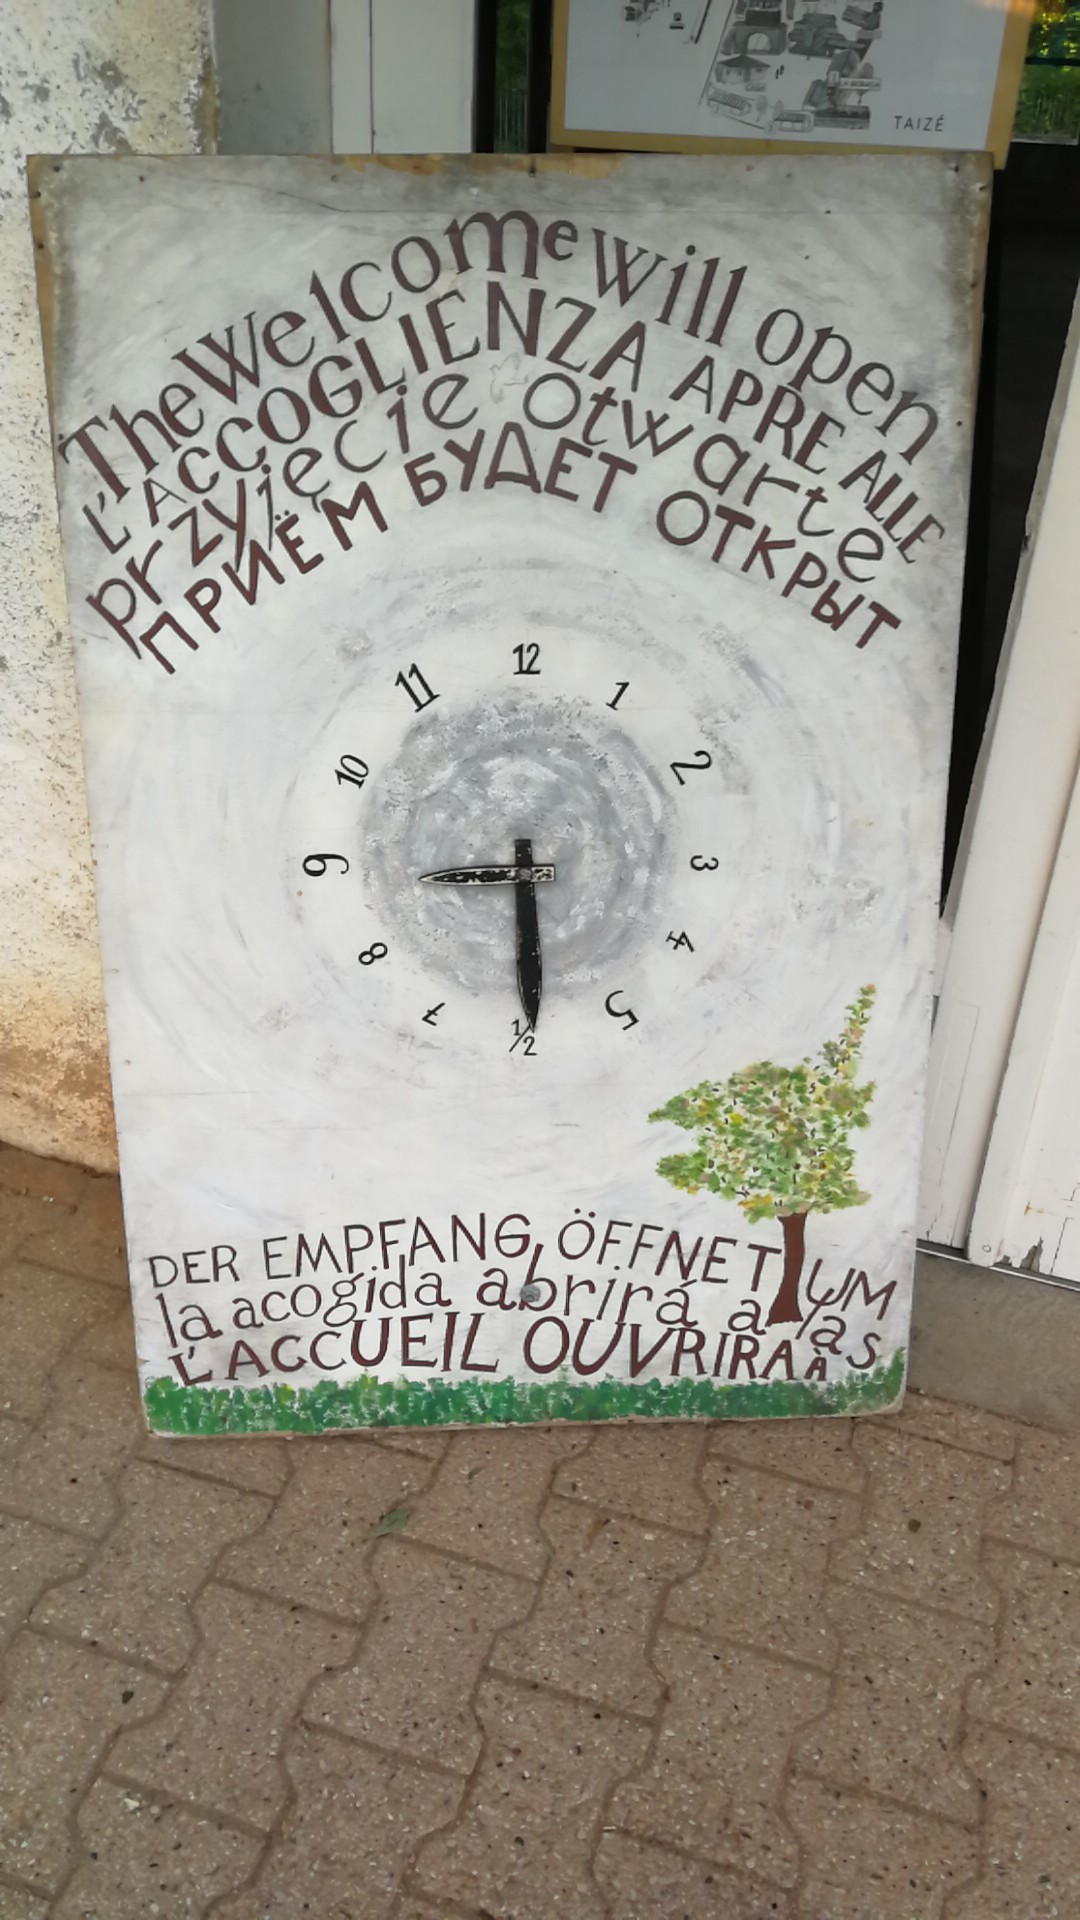 TAIZÉ
The Welcome will open
L'ACCOGLIENZA APRE ALLE
przyjęcie otwarte
ПРИЁМ БУДЕТ ОТКРЫТ
12
11 1
10 2
9 3
8 4
7 5
1/2
DER EMPFANG ÖFFNET UM
la acogida abrirá a las
L'ACCUEIL OUVRIRA À